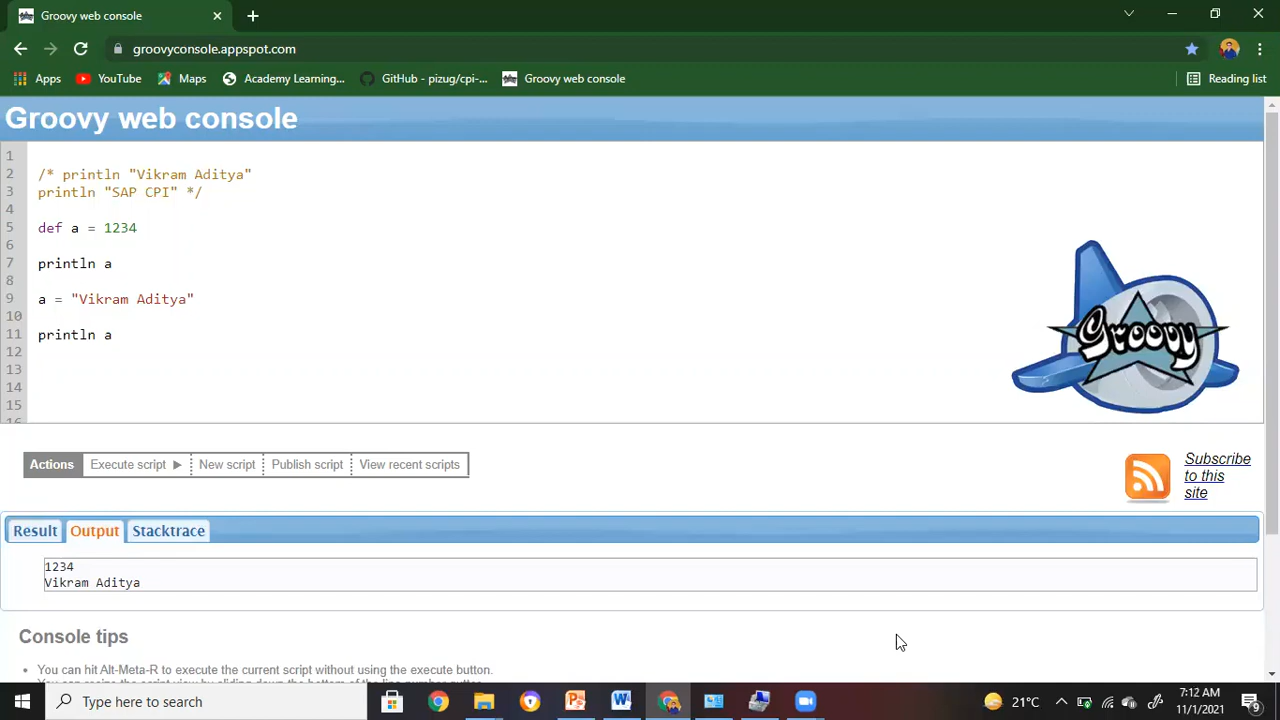 Groovy web console
groovyconsole.appspot.com
Apps
YouTube
Maps
Academy Learning...
GitHub - pizug/cpi-...
Groovy web console
Reading list
Groovy web console
1
2 /* println "Vikram Aditya"
3 println "SAP CPI" */
4
5 def a = 1234
6
7 println a
8
9 a = "Vikram Aditya"
10
11 println a
12
13
14
15
16
Groovy
Actions
Execute script
New scri​pt
Publish script
View recent scripts
Subscribe
to this
site
Result
Output
Stacktrace
1234
Vikram Aditya
Console tips
You can hit Alt-Meta-R to execute the current script without using the execute button.
Type here to search
21°C
7:12 AM
11/1/2021
9